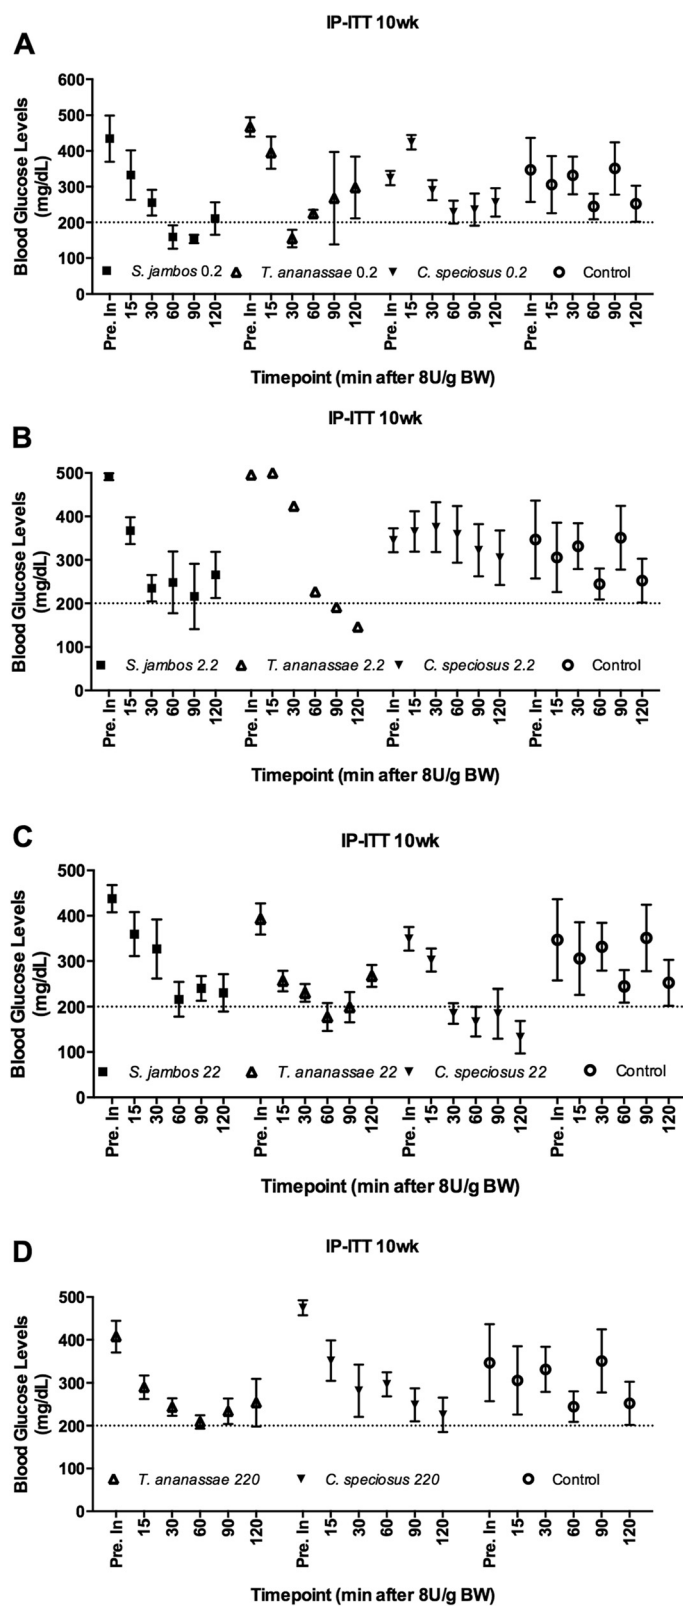 A
IP-ITT 10wk
Blood Glucose Levels
(mg/dL)
600
500
400
300
200
100
0
S. jambos 0.2 T. ananassae 0.2 C. speciosus 0.2 Control
Pre. In 15 30 60 90 120 Pre. In 15 30 60 90 120 Pre. In 15 30 60 90 120 Pre. In 15 30 60 90 120
Timepoint (min after 8U/g BW)
B
IP-ITT 10wk
Blood Glucose Levels
(mg/dL)
500
400
300
200
100
0
S. jambos 2.2 T. ananassae 2.2 C. speciosus 2.2 Control
Pre. In 15 30 60 90 120 Pre. In 15 30 60 90 120 Pre. In 15 30 60 90 120 Pre. In 15 30 60 90 120
Timepoint (min after 8U/g BW)
C
IP-ITT 10wk
Blood Glucose Levels
(mg/dL)
500
400
300
200
100
0
S. jambos 22 T. ananassae 22 C. speciosus 22 Control
Pre. In 15 30 60 90 120 Pre. In 15 30 60 90 120 Pre. In 15 30 60 90 120 Pre. In 15 30 60 90 120
Timepoint (min after 8U/g BW)
D
IP-ITT 10wk
Blood Glucose Levels
(mg/dL)
500
400
300
200
100
0
T. ananassae 220 C. speciosus 220 Control
Pre. In 15 30 60 90 120 Pre. In 15 30 60 90 120 Pre. In 15 30 60 90 120
Timepoint (min after 8U/g BW)